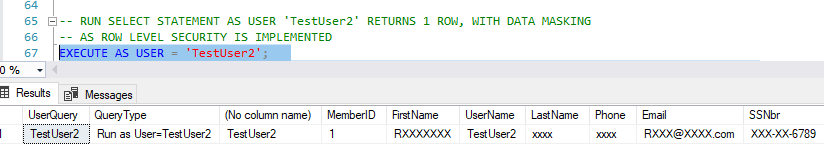 64
65 -- RUN SELECT STATEMENT AS USER 'TestUser2' RETURNS 1 ROW, WITH DATA MASKING
66 -- AS ROW LEVEL SECURITY IS IMPLEMENTED
67 EXECUTE AS USER = 'TestUser2';
0 %
Results Messages
UserQuery QueryType (No column name) MemberID FirstName UserName LastName Phone Email SSNbr
TestUser2 Run as User=TestUser2 TestUser2 1 RXXXXXXX TestUser2 xxxx xxxx RXXX@XXXX.com XXX-XX-6789